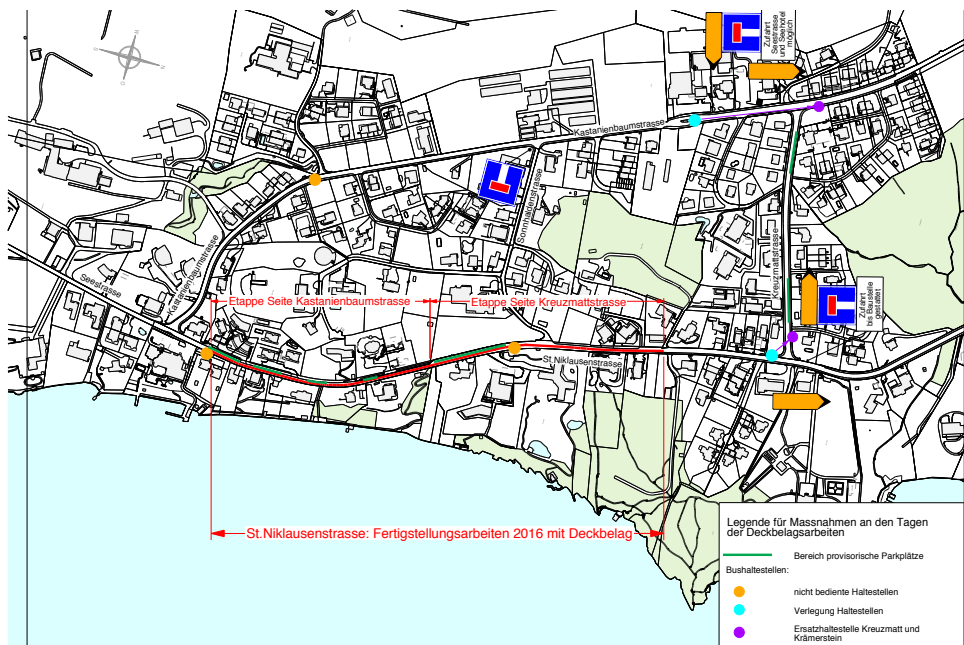 Zufahrt
Seestrasse
und Seehotel
möglich
Kastanienbaumstrasse
Sonnhaldenstrasse
Kreuzmattstrasse
Seestrasse
Kastanienbaumstrasse
Etappe Seite Kastanienbaumstrasse
Etappe Seite Kreuzmattstrasse
Zufahrt
bis Baustelle
gestattet
St.Niklausenstrasse
St.Niklausenstrasse: Fertigstellungsarbeiten 2016 mit Deckbelag
Legende für Massnahmen an den Tagen
der Deckbelagsarbeiten
Bereich provisorische Parkplätze
Bushaltestellen:
nicht bediente Haltestellen
Verlegung Haltestellen
Ersatzhaltestelle Kreuzmatt und
Krämerstein